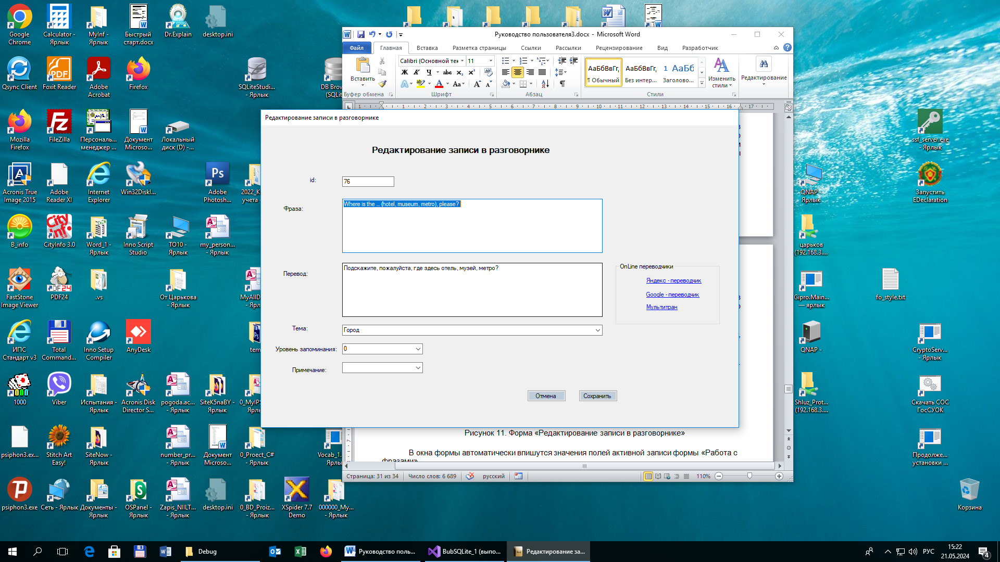 Google Chrome
Calculator - Ярлык
MyInf - Ярлык
Быстрый старт.docx
Dr.Explain
desktop.ini
Qsync Client
Foxit Reader
Adobe Acrobat
Firefox
SQLiteStudi... - Ярлык
Mozilla Firefox
FileZilla
Персональ... менеджер ...
Документ Microso...
Локальный диск (D) -...
Acronis True Image 2015
Adobe Reader XI
Internet Explorer
Win32DiskI...
Adobe Photosh...
B_info
CityInfo 3.0
Word_1 - Ярлык
Inno Script Studio
TO10 - Ярлык
my_person... - Ярлык
FastStone Image Viewer
PDF24
.vs
От Царькова - Ярлык
ИПС Стандарт v3
Total Command...
Inno Setup Compiler
AnyDesk
1000
Viber
Испытания - Ярлык
Acronis Disk Director S...
pogoda.ac... - Ярлык
SiteK5naBY - Ярлык
psiphon3.ex...
Stitch Art Easy!
SiteNow - Ярлык
number_pr... - Ярлык
Документ Microso...
0_Proect_C# - Ярлык
psiphon3.exe
Сеть - Ярлык
Документы - Ярлык
OSPanel - Ярлык
Zapis_NIILT... - Ярлык
desktop.ini
0_BD_Proiz... - Ярлык
XSpider 7.7 Demo
000000_My... - Ярлык
Руководство пользователя3.docx - Microsoft Word
Файл
Главная
Вставка
Разметка страницы
Ссылки
Рассылки
Рецензирование
Вид
Разработчик
Вставить
Calibri (Основной тек
11
АаБбВвГг,
АаБбВвГг,
1 АаБб
¶ Обычный
Без интер...
Заголово...
Изменить стили
Редактирование
Буфер обмена
Шрифт
Абзац
Стили
Редактирование записи в разговорнике
Редактирование записи в разговорнике
id:
76
Фраза:
Where is the ... (hotel, museum, metro), please?
Перевод:
Подскажите, пожалуйста, где здесь отель, музей, метро?
OnLine переводчики
Яндекс - переводчик
Google - переводчик
Мультитран
Тема:
Город
Уровень запоминания:
0
Примечание:
Отмена
Сохранить
Рисунок 11. Форма «Редактирование записи в разговорнике»
В окна формы автоматически впишутся значения полей активной записи формы «Работа с
фразами»
Страница: 31 из 34
Число слов: 6 689
русский
110%
ssf_server.exe - Ярлык
QNAP Ярлык
Запустить EDeclaration
царьков (192.168.3....
Gipro.Main... — ярлык
fo_style.txt
QNAP -
CryptoServ... - Ярлык
Shluz_Prot... (192.168.3....
Скачать СОС ГосСУОК
Продолже... установки ...
Корзина
Debug
Руководство поль...
BubSQLite_1 (выпо...
Редактирование за...
РУС
15:22
21.05.2024
4